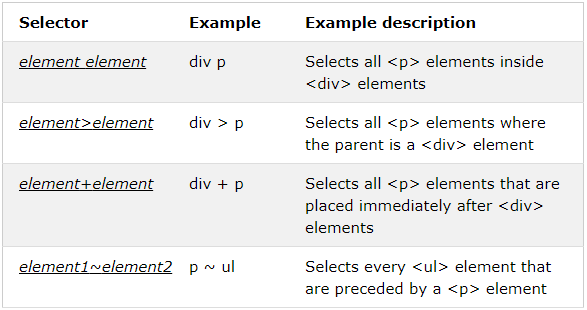 Selector Example Example description
element element div p Selects all <p> elements inside
<div> elements
element>element div > p Selects all <p> elements where
the parent is a <div> element
element+element div + p Selects all <p> elements that are
placed immediately after <div>
elements
element1~element2 p ~ ul Selects every <ul> element that
are preceded by a <p> element